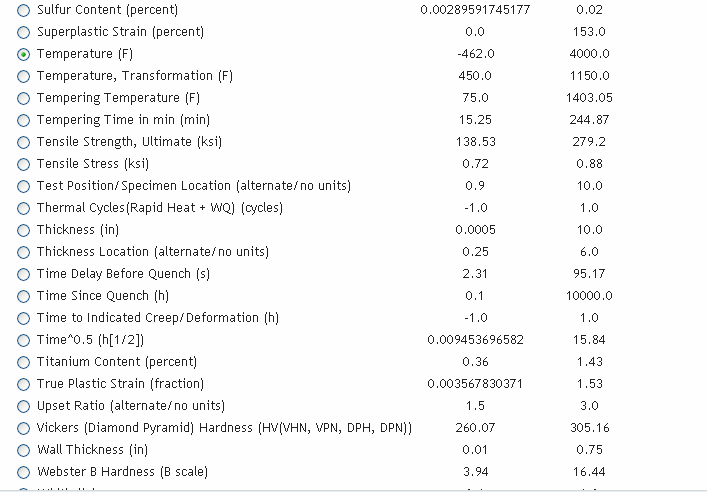 Sulfur Content (percent) 0.00289591745177 0.02
Superplastic Strain (percent) 0.0 153.0
Temperature (F) -462.0 4000.0
Temperature, Transformation (F) 450.0 1150.0
Tempering Temperature (F) 75.0 1403.05
Tempering Time in min (min) 15.25 244.87
Tensile Strength, Ultimate (ksi) 138.53 279.2
Tensile Stress (ksi) 0.72 0.88
Test Position/Specimen Location (alternate/no units) 0.9 10.0
Thermal Cycles(Rapid Heat + WQ) (cycles) -1.0 1.0
Thickness (in) 0.0005 10.0
Thickness Location (alternate/no units) 0.25 6.0
Time Delay Before Quench (s) 2.31 95.17
Time Since Quench (h) 0.1 10000.0
Time to Indicated Creep/Deformation (h) -1.0 1.0
Time^0.5 (h[1/2]) 0.009453696582 15.84
Titanium Content (percent) 0.36 1.43
True Plastic Strain (fraction) 0.003567830371 1.53
Upset Ratio (alternate/no units) 1.5 3.0
Vickers (Diamond Pyramid) Hardness (HV(VHN, VPN, DPH, DPN)) 260.07 305.16
Wall Thickness (in) 0.01 0.75
Webster B Hardness (B scale) 3.94 16.44